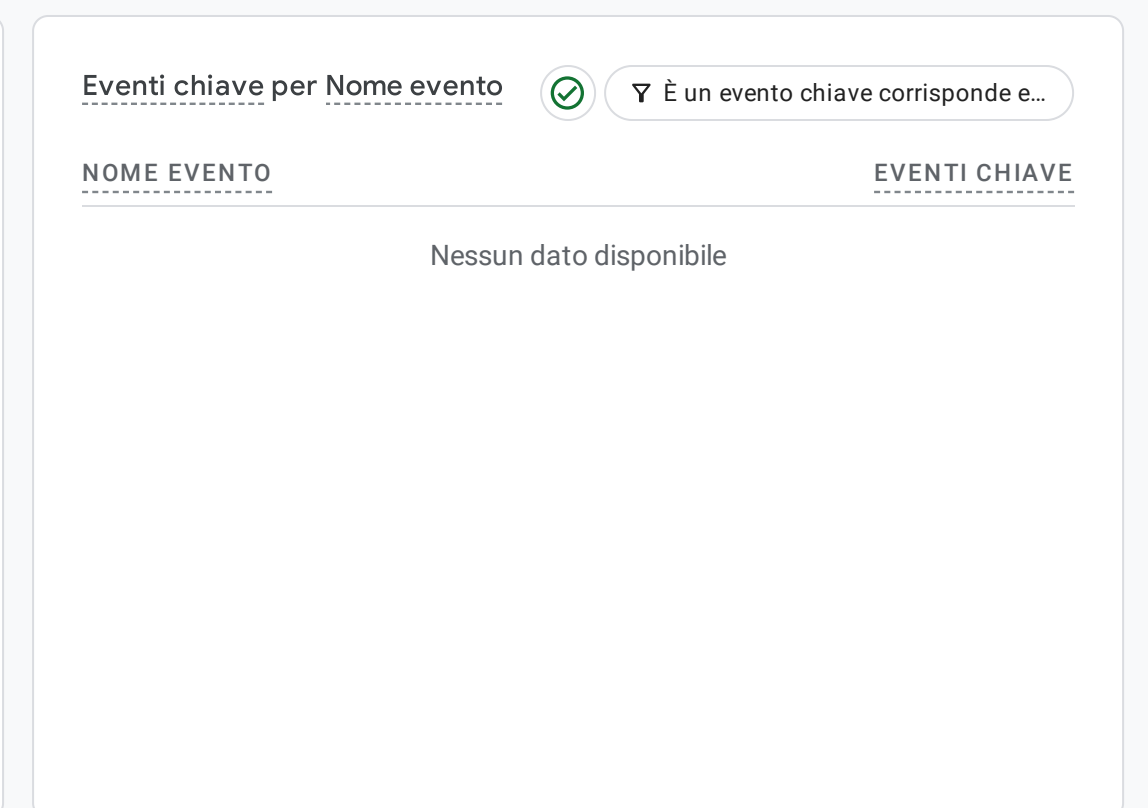 Eventi chiave per Nome evento
È un evento chiave corrisponde e...
NOME EVENTO
EVENTI CHIAVE
Nessun dato disponibile